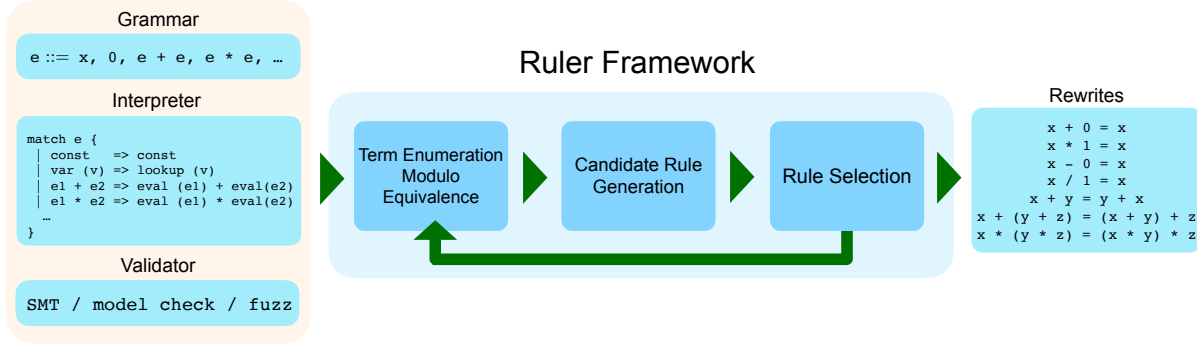 Grammar
e ::= x, 0, e + e, e * e, …
Interpreter
match e {
| const => const
| var (v) => lookup (v)
| e1 + e2 => eval (e1) + eval(e2)
| e1 * e2 => eval (e1) * eval(e2)
…
}
Validator
SMT / model check / fuzz
Ruler Framework
Term Enumeration
Modulo
Equivalence
Candidate Rule
Generation
Rule Selection
Rewrites
x + 0 = x
x * 1 = x
x - 0 = x
x / 1 = x
x + y = y + x
x + (y + z) = (x + y) + z
x * (y * z) = (x * y) * z